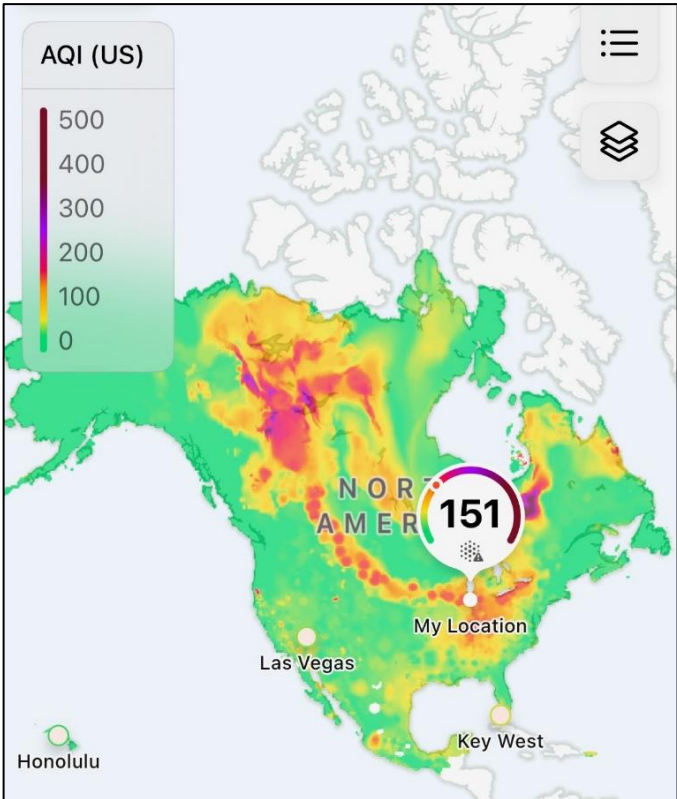 AQI (US)
500
400
300
200
100
0
NORT
AMER
151
My Location
Las Vegas
Key West
Honolulu